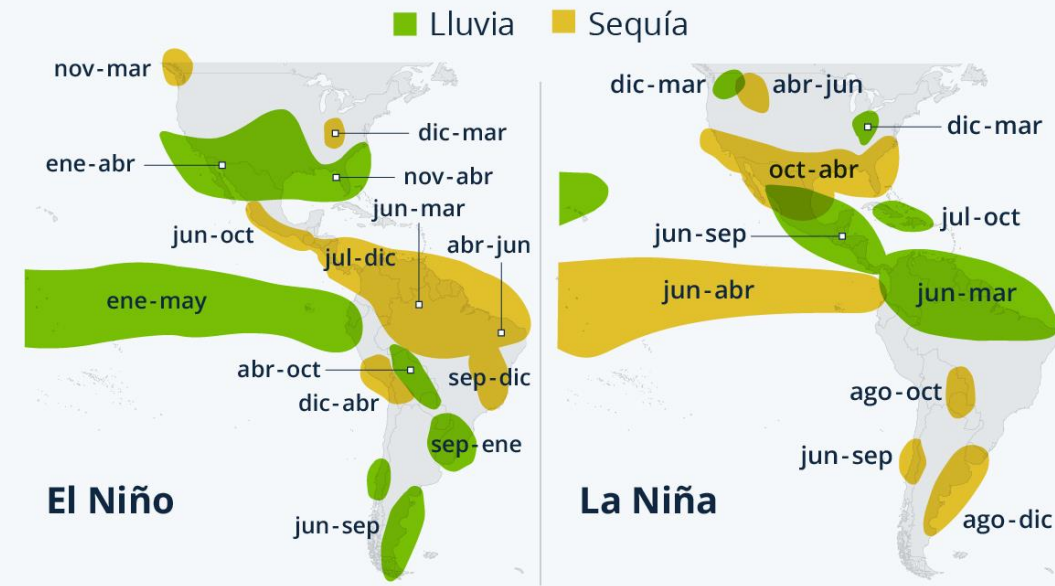 Lluvia
Sequía
nov-mar
dic-mar
ene-abr
nov-abr
jun-mar
jun-oct
jul-dic
abr-jun
ene-may
abr-oct
sep-dic
dic-abr
sep-ene
El Niño
jun-sep
dic-mar
abr-jun
dic-mar
oct-abr
jul-oct
jun-sep
jun-abr
jun-mar
ago-oct
jun-sep
La Niña
ago-dic